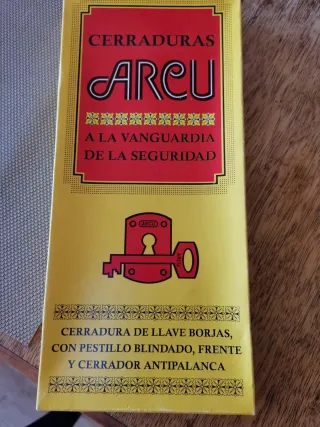 CERRADURAS
ARCU
A LA VANGUARDIA
DE LA SEGURIDAD
ARCU
CERRADURA DE LLAVE BORJAS,
CON PESTILLO BLINDADO, FRENTE
Y CERRADOR ANTIPALANCA